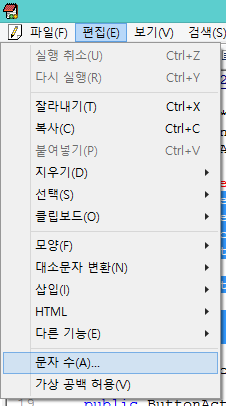 파일(F) 편집(E) 보기(V) 검색(S)
실행 취소(U) Ctrl+Z
다시 실행(R) Ctrl+Y
잘라내기(T) Ctrl+X
복사(C) Ctrl+C
붙여넣기(P) Ctrl+V
지우기(D)
선택(S)
클립보드(O)
모양(F)
대소문자 변환(N)
삽입(I)
HTML
다른 기능(E)
문자 수(A)...
가상 공백 허용(V)
19 public ButtonAct